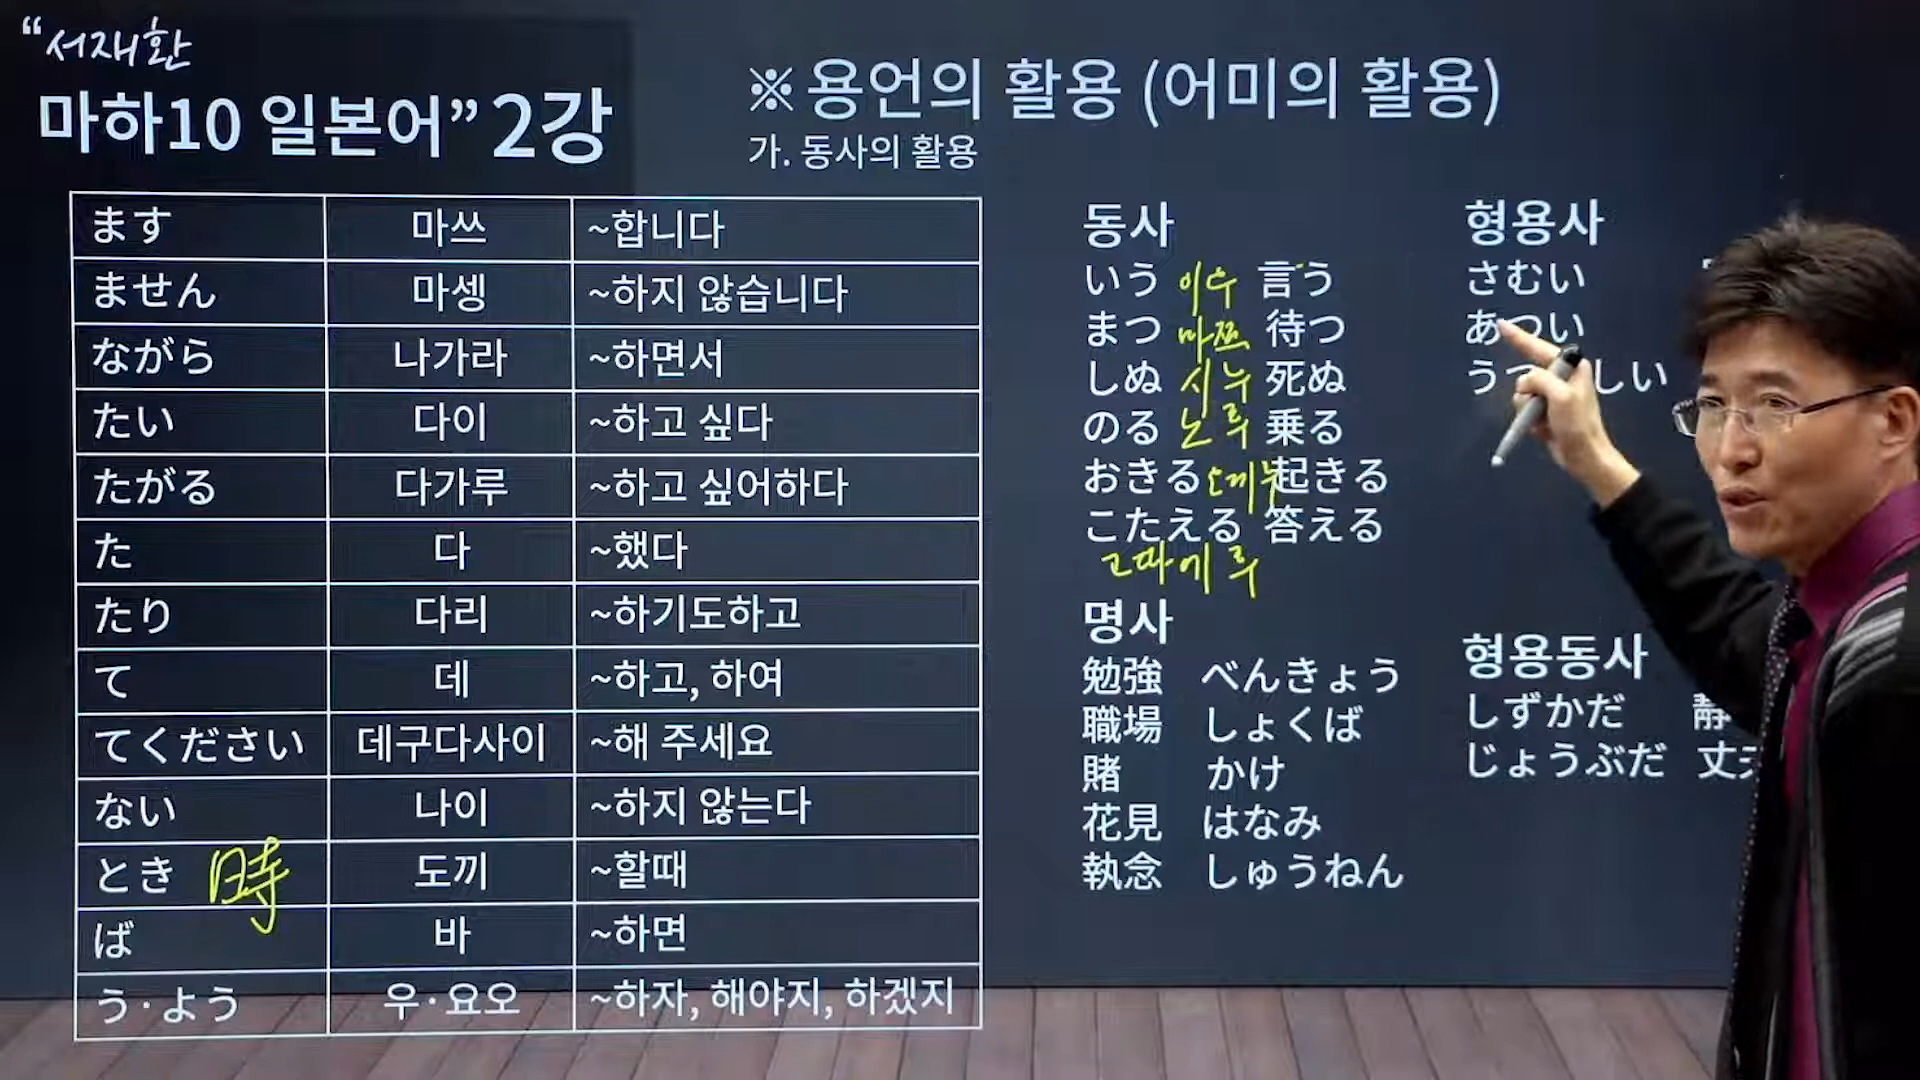 “서재환
마하10 일본어” 2강
※용언의 활용 (어미의 활용)
가. 동사의 활용
ます 마쓰 ~합니다
ません 마셍 ~하지 않습니다
ながら 나가라 ~하면서
たい 다이 ~하고 싶다
たがる 다가루 ~하고 싶어하다
た 다 ~했다
たり 다리 ~하기도하고
て 데 ~하고, 하여
てください 데구다사이 ~해 주세요
ない 나이 ~하지 않는다
とき 時 도끼 ~할때
ば 바 ~하면
う·よう 우·요오 ~하자, 해야지, 하겠지
동사
いう 이우 言う
まつ 마쯔 待つ
しぬ 시누 死ぬ
のる 노루 乗る
おきる 起きる
こたえる 答える
고따에루
명사
勉強 べんきょう
職場 しょくば
賭 かけ
花見 はなみ
執念 しゅうねん
형용사
さむい
あつい
う しい
형용동사
しずかだ 静
じょうぶだ 丈